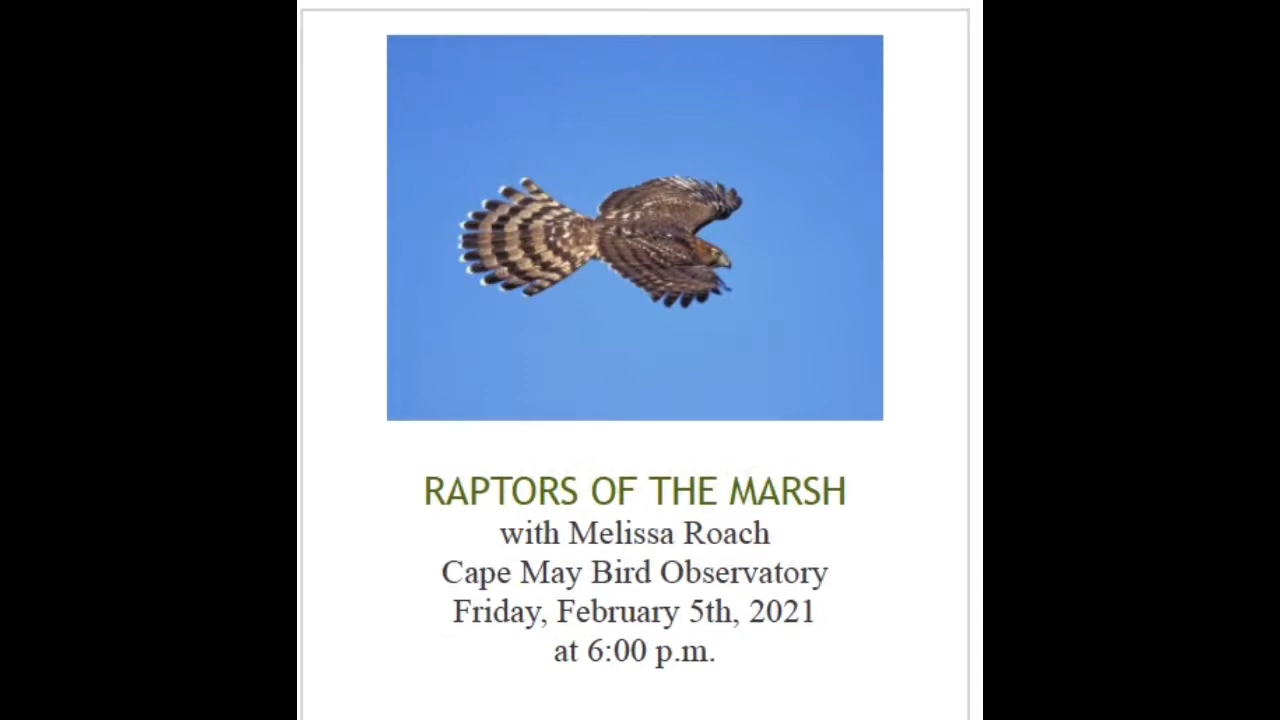 RAPTORS OF THE MARSH
with Melissa Roach
Cape May Bird Observatory
Friday, February 5th, 2021
at 6:00 p.m.